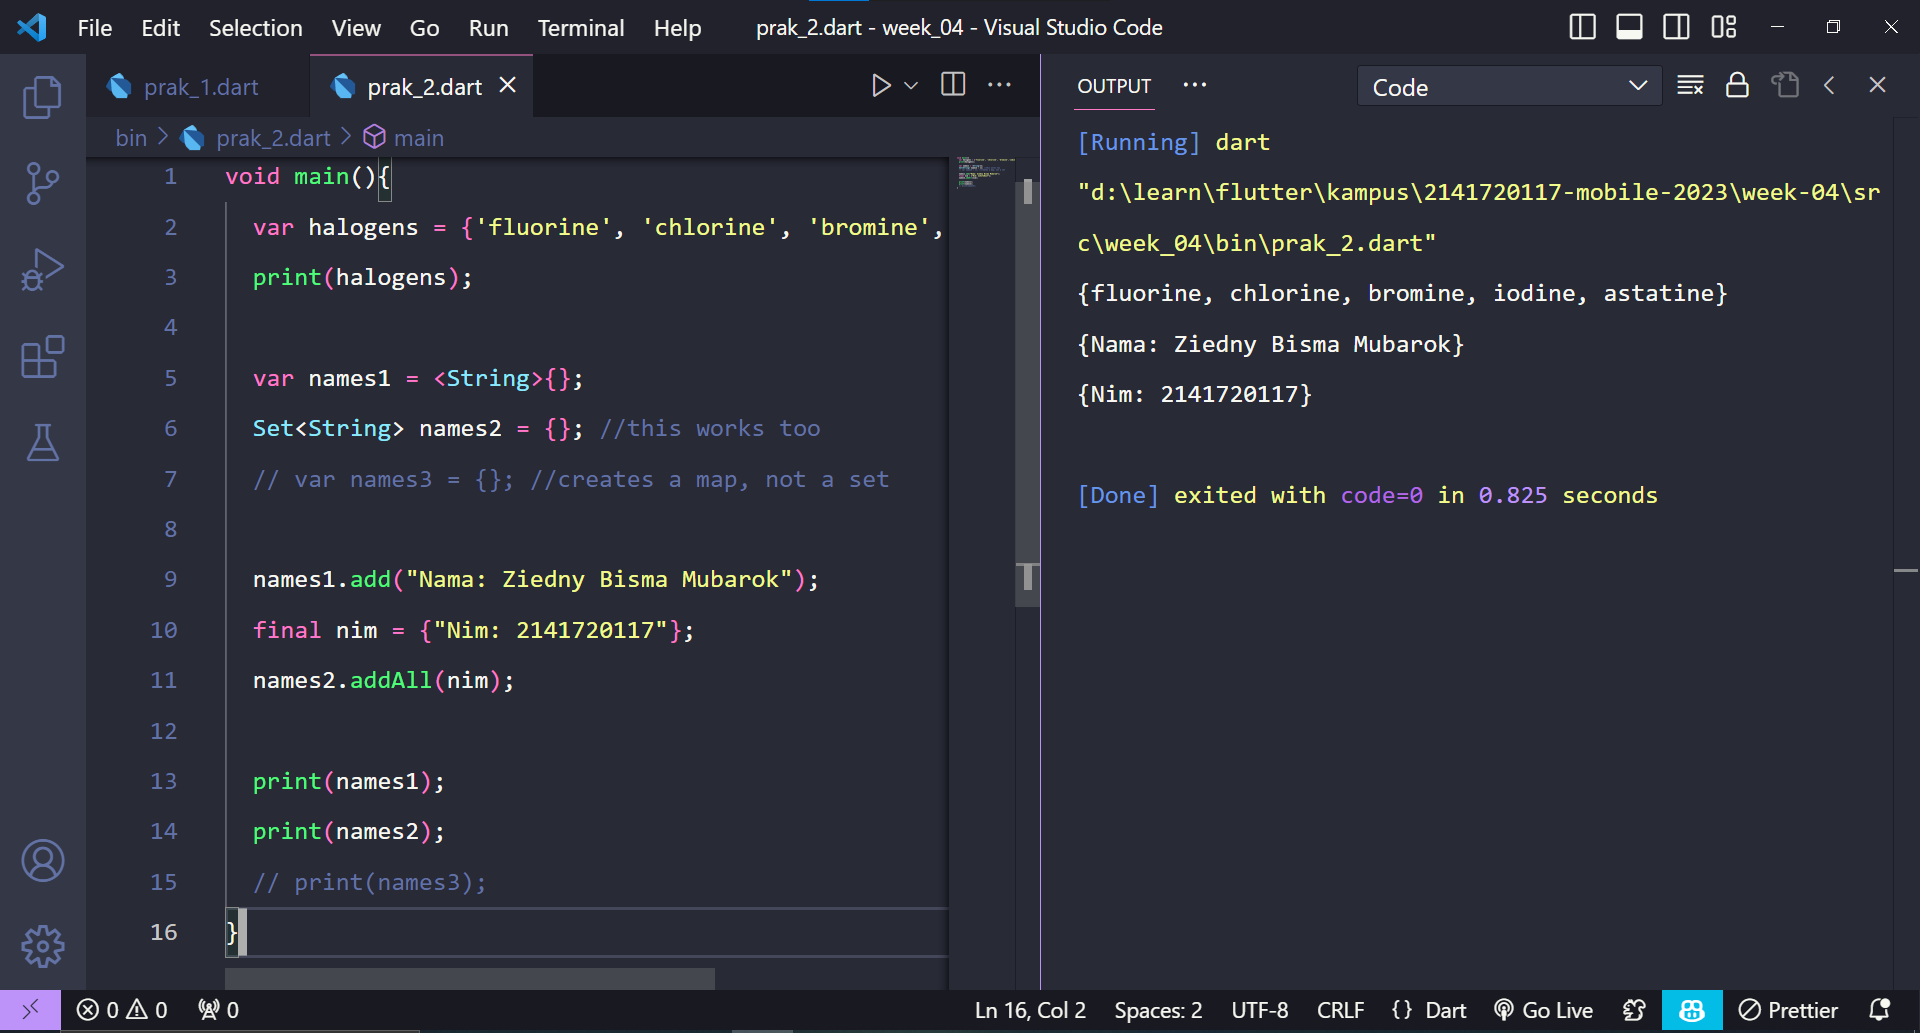 File Edit Selection View Go Run Terminal Help prak_2.dart - week_04 - Visual Studio Code
prak_1.dart prak_2.dart
bin > prak_2.dart > main
1 void main(){
2 var halogens = {'fluorine', 'chlorine', 'bromine',
3 print(halogens);
4
5 var names1 = <String>{};
6 Set<String> names2 = {}; //this works too
7 // var names3 = {}; //creates a map, not a set
8
9 names1.add("Nama: Ziedny Bisma Mubarok");
10 final nim = {"Nim: 2141720117"};
11 names2.addAll(nim);
12
13 print(names1);
14 print(names2);
15 // print(names3);
16 }
OUTPUT ··· Code
[Running] dart
"d:\learn\flutter\kampus\2141720117-mobile-2023\week-04\sr
c\week_04\bin\prak_2.dart"
{fluorine, chlorine, bromine, iodine, astatine}
{Nama: Ziedny Bisma Mubarok}
{Nim: 2141720117}
[Done] exited with code=0 in 0.825 seconds
0 0 0 Ln 16, Col 2 Spaces: 2 UTF-8 CRLF {} Dart Go Live Prettier